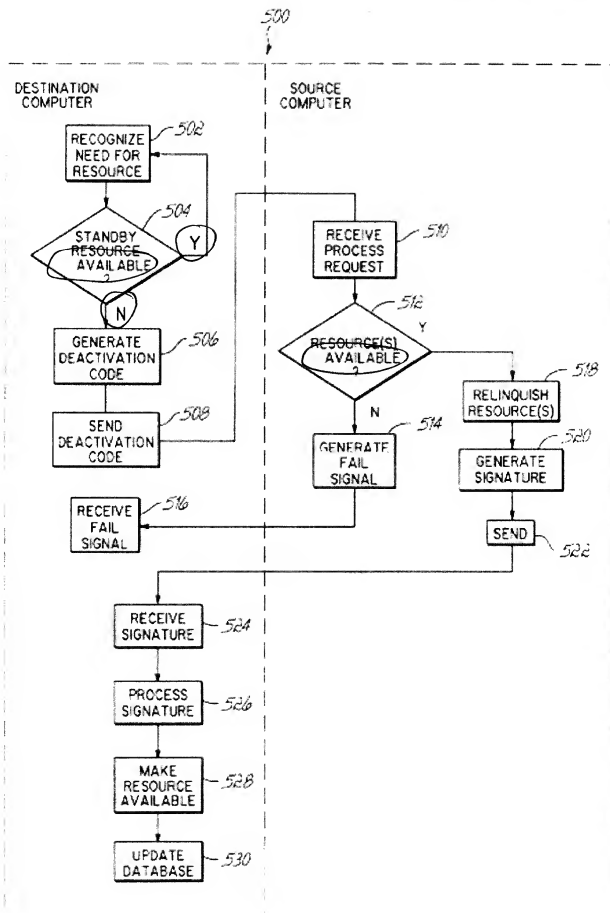 500
DESTINATION
COMPUTER
SOURCE
COMPUTER
RECOGNIZE
NEED FOR
RESOURCE
502
STANDBY
RESOURCE
AVAILABLE
?
504
Y
N
GENERATE
DEACTIVATION
CODE
506
SEND
DEACTIVATION
CODE
508
RECEIVE
PROCESS
REQUEST
510
RESOURCE(S)
AVAILABLE
?
512
Y
N
GENERATE
FAIL
SIGNAL
514
RECEIVE
FAIL
SIGNAL
516
RELINQUISH
RESOURCE(S)
518
GENERATE
SIGNATURE
520
SEND
522
RECEIVE
SIGNATURE
524
PROCESS
SIGNATURE
526
MAKE
RESOURCE
AVAILABLE
528
UPDATE
DATABASE
530